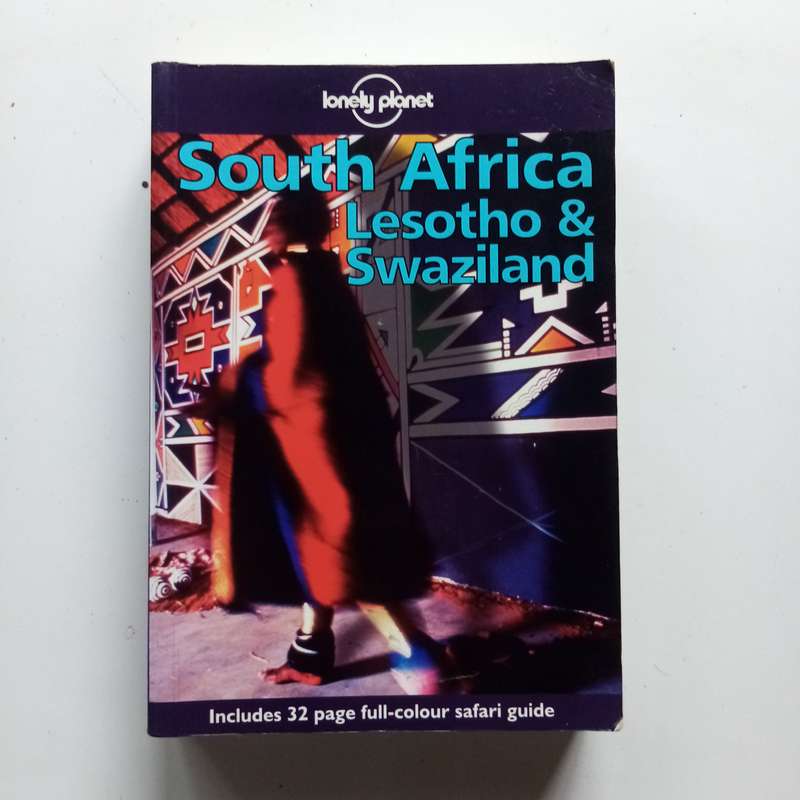 lonely planet
South Africa
Lesotho &
Swaziland
Includes 32 page full-colour safari guide